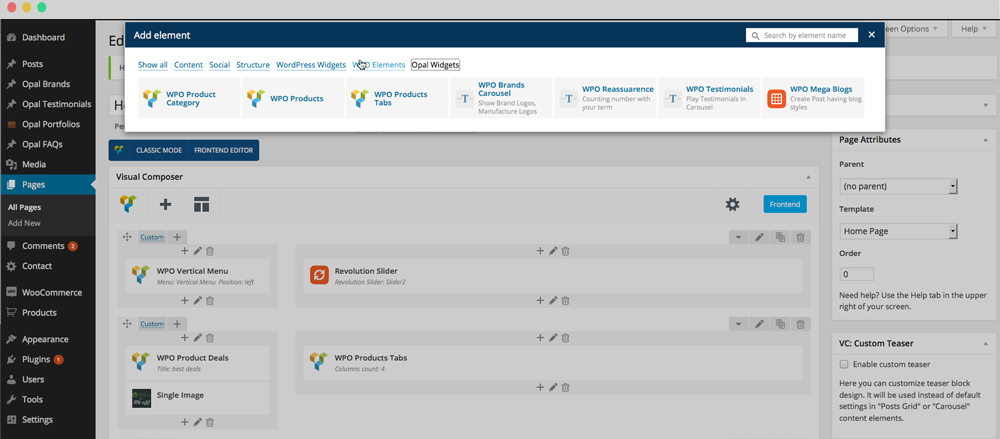 Dashboard
Posts
Opal Brands
Opal Testimonials
Opal Portfolios
Opal FAQs
Media
Pages
All Pages
Add New
Comments 2
Contact
WooCommerce
Products
Appearance
Plugins 1
Users
Tools
Settings
Ed
een Options
Help
Add element
Search by element name
Show all
Content
Social
Structure
WordPress Widgets
Elements
Opal Widgets
WPO Product
Category
WPO Products
WPO Products
Tabs
WPO Brands
Carousel
Show Brand Logos,
Manufacture Logos
WPO Reassuarence
Counting number with
your term
WPO Testimonials
Play Testimonials In
Carousel
WPO Mega Blogs
Create Post having blog
styles
H
Ho
Pe
CLASSIC MODE
FRONTEND EDITOR
Visual Composer
Frontend
Custom
WPO Vertical Menu
Menu: Vertical Menu Position: left
Revolution Slider
Revolution Slider: Slider2
Custom
WPO Product Deals
Title: best deals
WPO Products Tabs
Columns count: 4
Single Image
Page Attributes
Parent
(no parent)
Template
Home Page
Order
0
Need help? Use the Help tab in the upper
right of your screen.
VC: Custom Teaser
Enable custom teaser
Here you can customize teaser block
design. It will be used instead of default
settings in "Posts Grid" or "Carousel"
content elements.